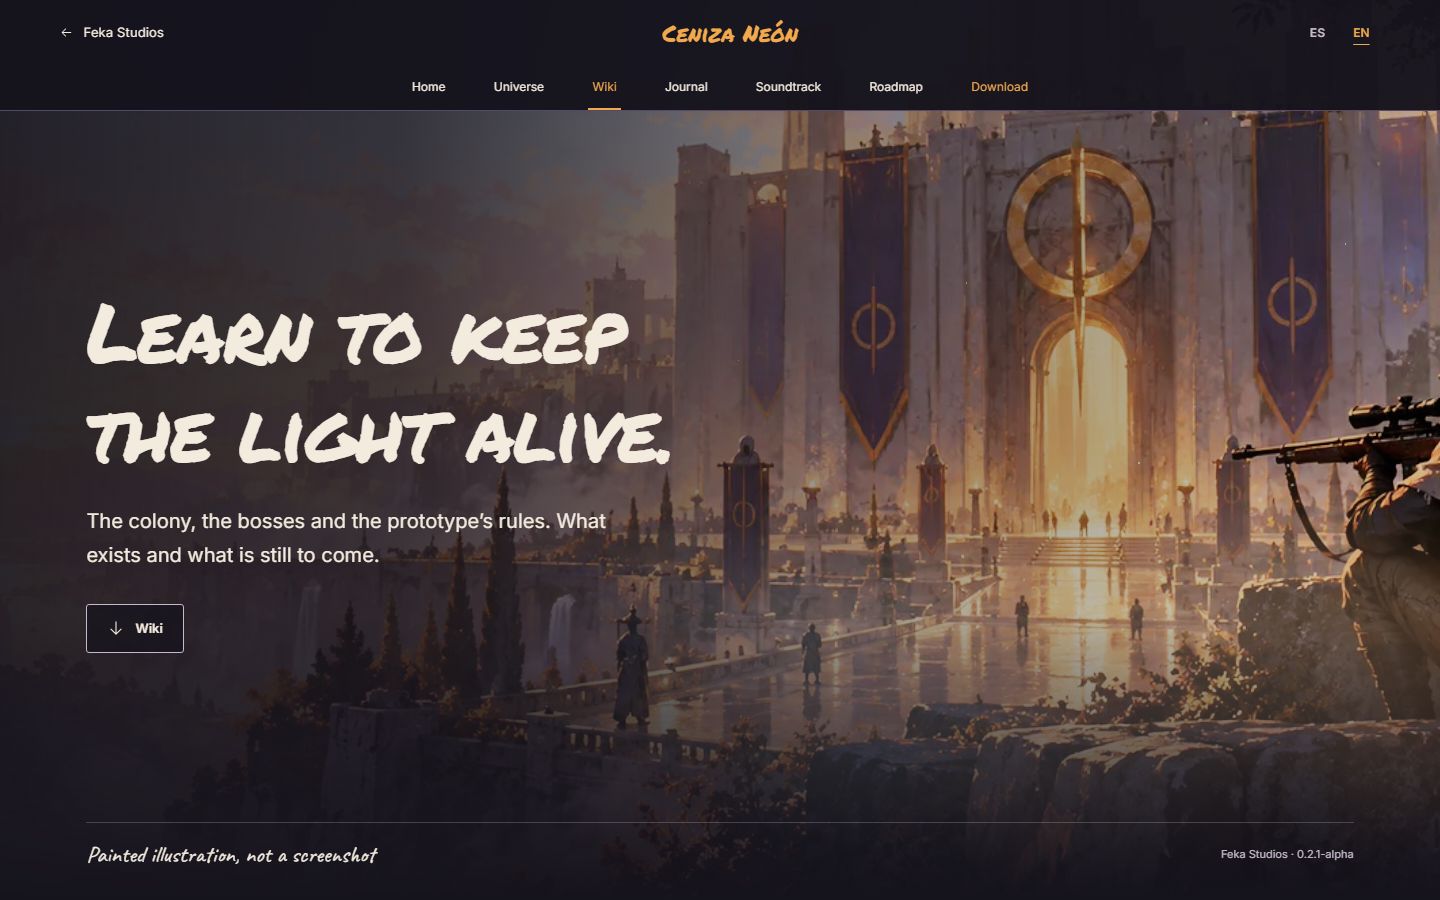 Feka Studios
Ceniza Neón
ES
EN
Home
Universe
Wiki
Journal
Soundtrack
Roadmap
Download
Learn to keep
the light alive.
The colony, the bosses and the prototype’s rules. What
exists and what is still to come.
Wiki
Painted illustration, not a screenshot
Feka Studios · 0.2.1-alpha